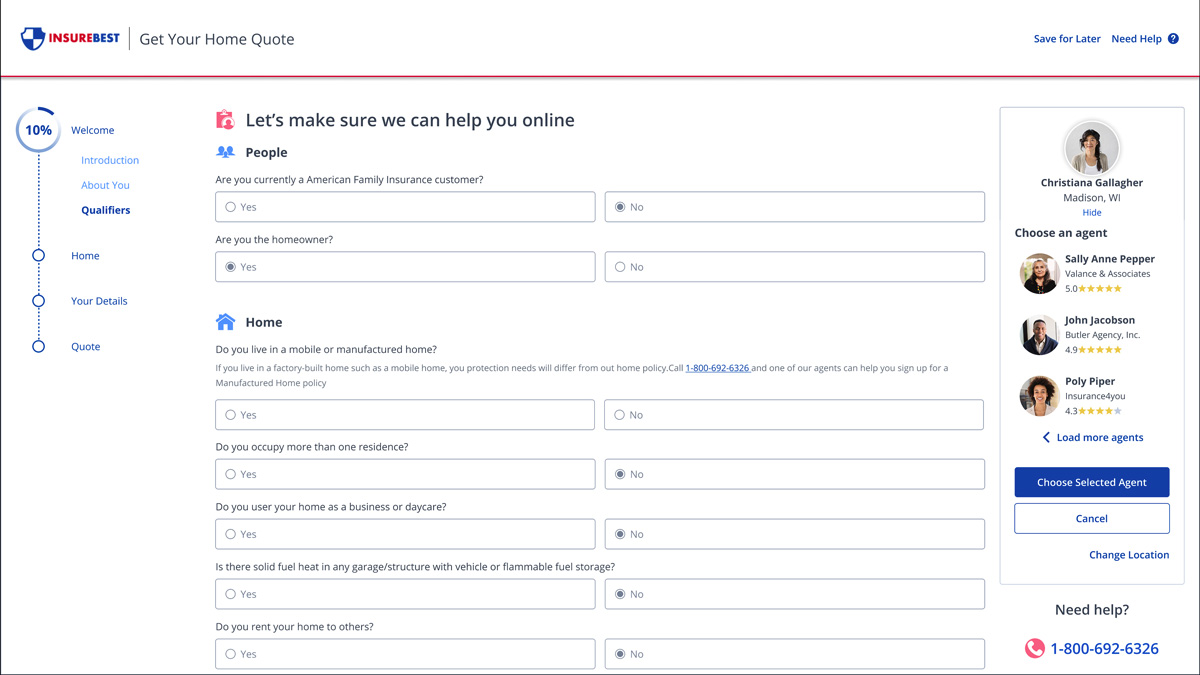 INSUREBEST
Get Your Home Quote
Save for Later
Need Help ?
10%
Welcome
Introduction
About You
Qualifiers
Home
Your Details
Quote
Let's make sure we can help you online
People
Are you currently a American Family Insurance customer?
Yes
No
Are you the homeowner?
Yes
No
Home
Do you live in a mobile or manufactured home?
If you live in a factory-built home such as a mobile home, you protection needs will differ from out home policy.Call 1-800-692-6326 and one of our agents can help you sign up for a
Manufactured Home policy
Yes
No
Do you occupy more than one residence?
Yes
No
Do you user your home as a business or daycare?
Yes
No
Is there solid fuel heat in any garage/structure with vehicle or flammable fuel storage?
Yes
No
Do you rent your home to others?
Yes
No
Christiana Gallagher
Madison, WI
Hide
Choose an agent
Sally Anne Pepper
Valance & Associates
5.0
John Jacobson
Butler Agency, Inc.
4.9
Poly Piper
Insurance4you
4.3
Load more agents
Choose Selected Agent
Cancel
Change Location
Need help?
1-800-692-6326